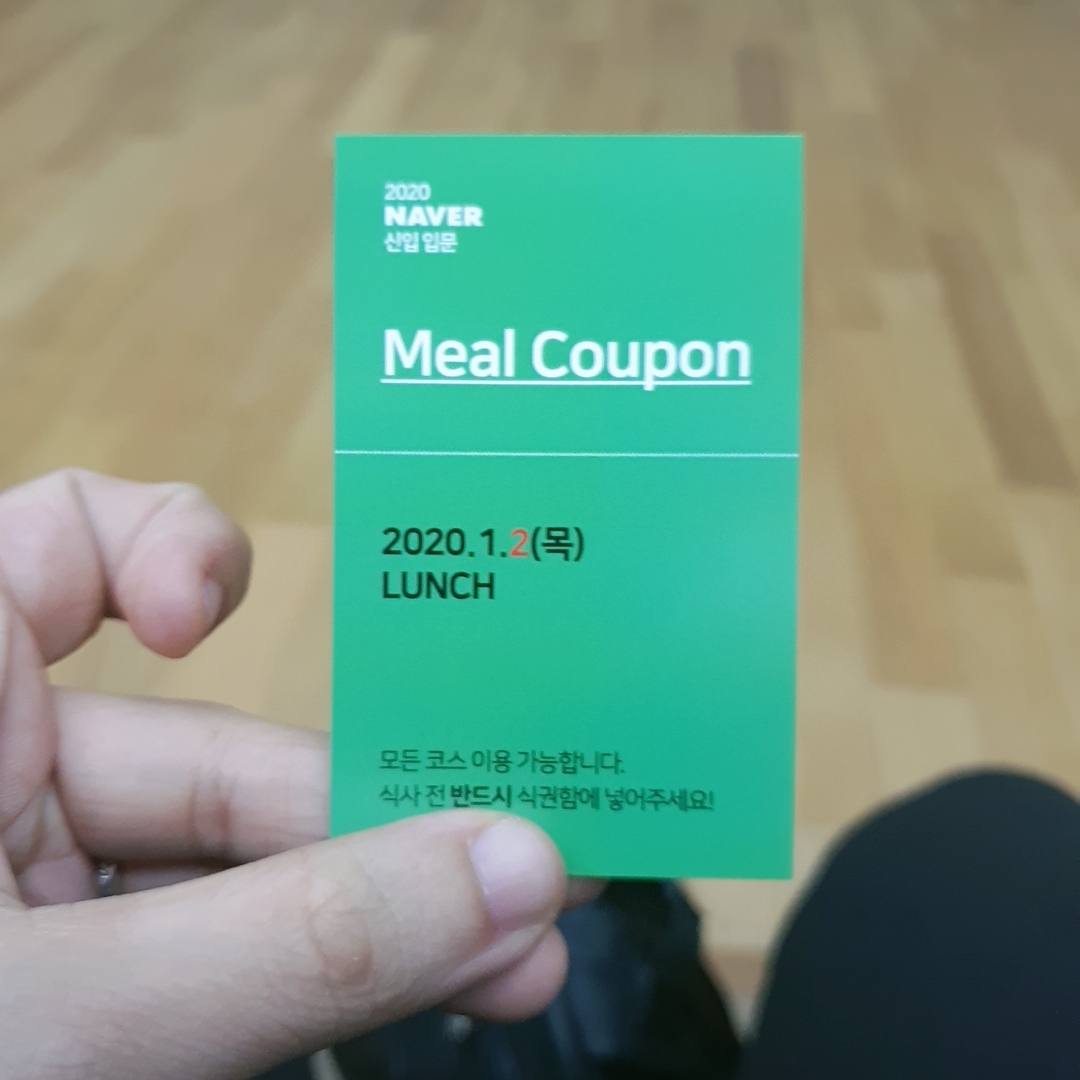 2020
NAVER
신입 입문
Meal Coupon
2020.1.2(목)
LUNCH
모든 코스 이용 가능합니다.
식사 전 반드시 식권함에 넣어주세요!